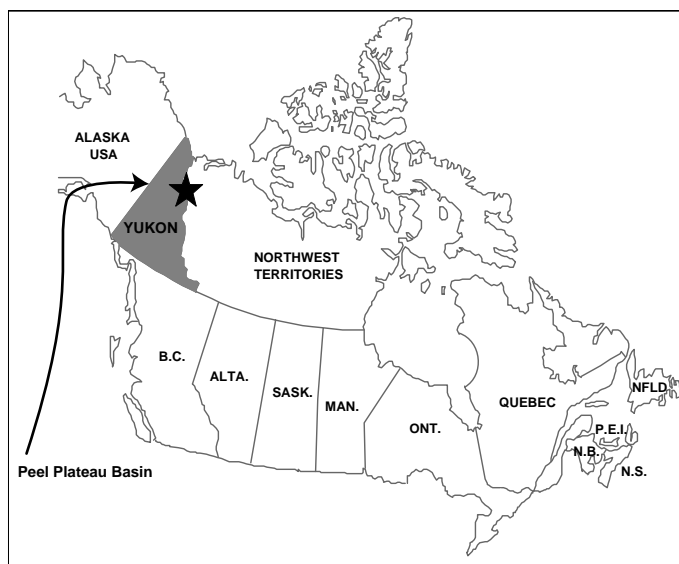 ALASKA
USA
YUKON
NORTHWEST
TERRITORIES
B.C.
ALTA.
SASK.
MAN.
ONT.
QUEBEC
NFLD.
P.E.I.
N.B.
N.S.
Peel Plateau Basin